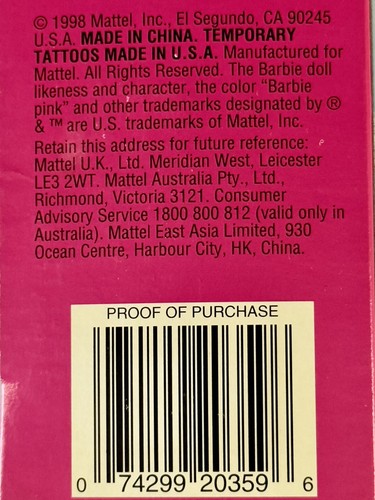 © 1998 Mattel, Inc., El Segundo, CA 90245
U.S.A. MADE IN CHINA. TEMPORARY
TATTOOS MADE IN U.S.A. Manufactured for
Mattel. All Rights Reserved. The Barbie doll
likeness and character, the color "Barbie
pink" and other trademarks designated by ®
& ™ are U.S. trademarks of Mattel, Inc.
Retain this address for future reference:
Mattel U.K., Ltd. Meridian West, Leicester
LE3 2WT. Mattel Australia Pty., Ltd.,
Richmond, Victoria 3121. Consumer
Advisory Service 1800 800 812 (valid only in
Australia). Mattel East Asia Limited, 930
Ocean Centre, Harbour City, HK, China.
PROOF OF PURCHASE
0 74299 20359 6